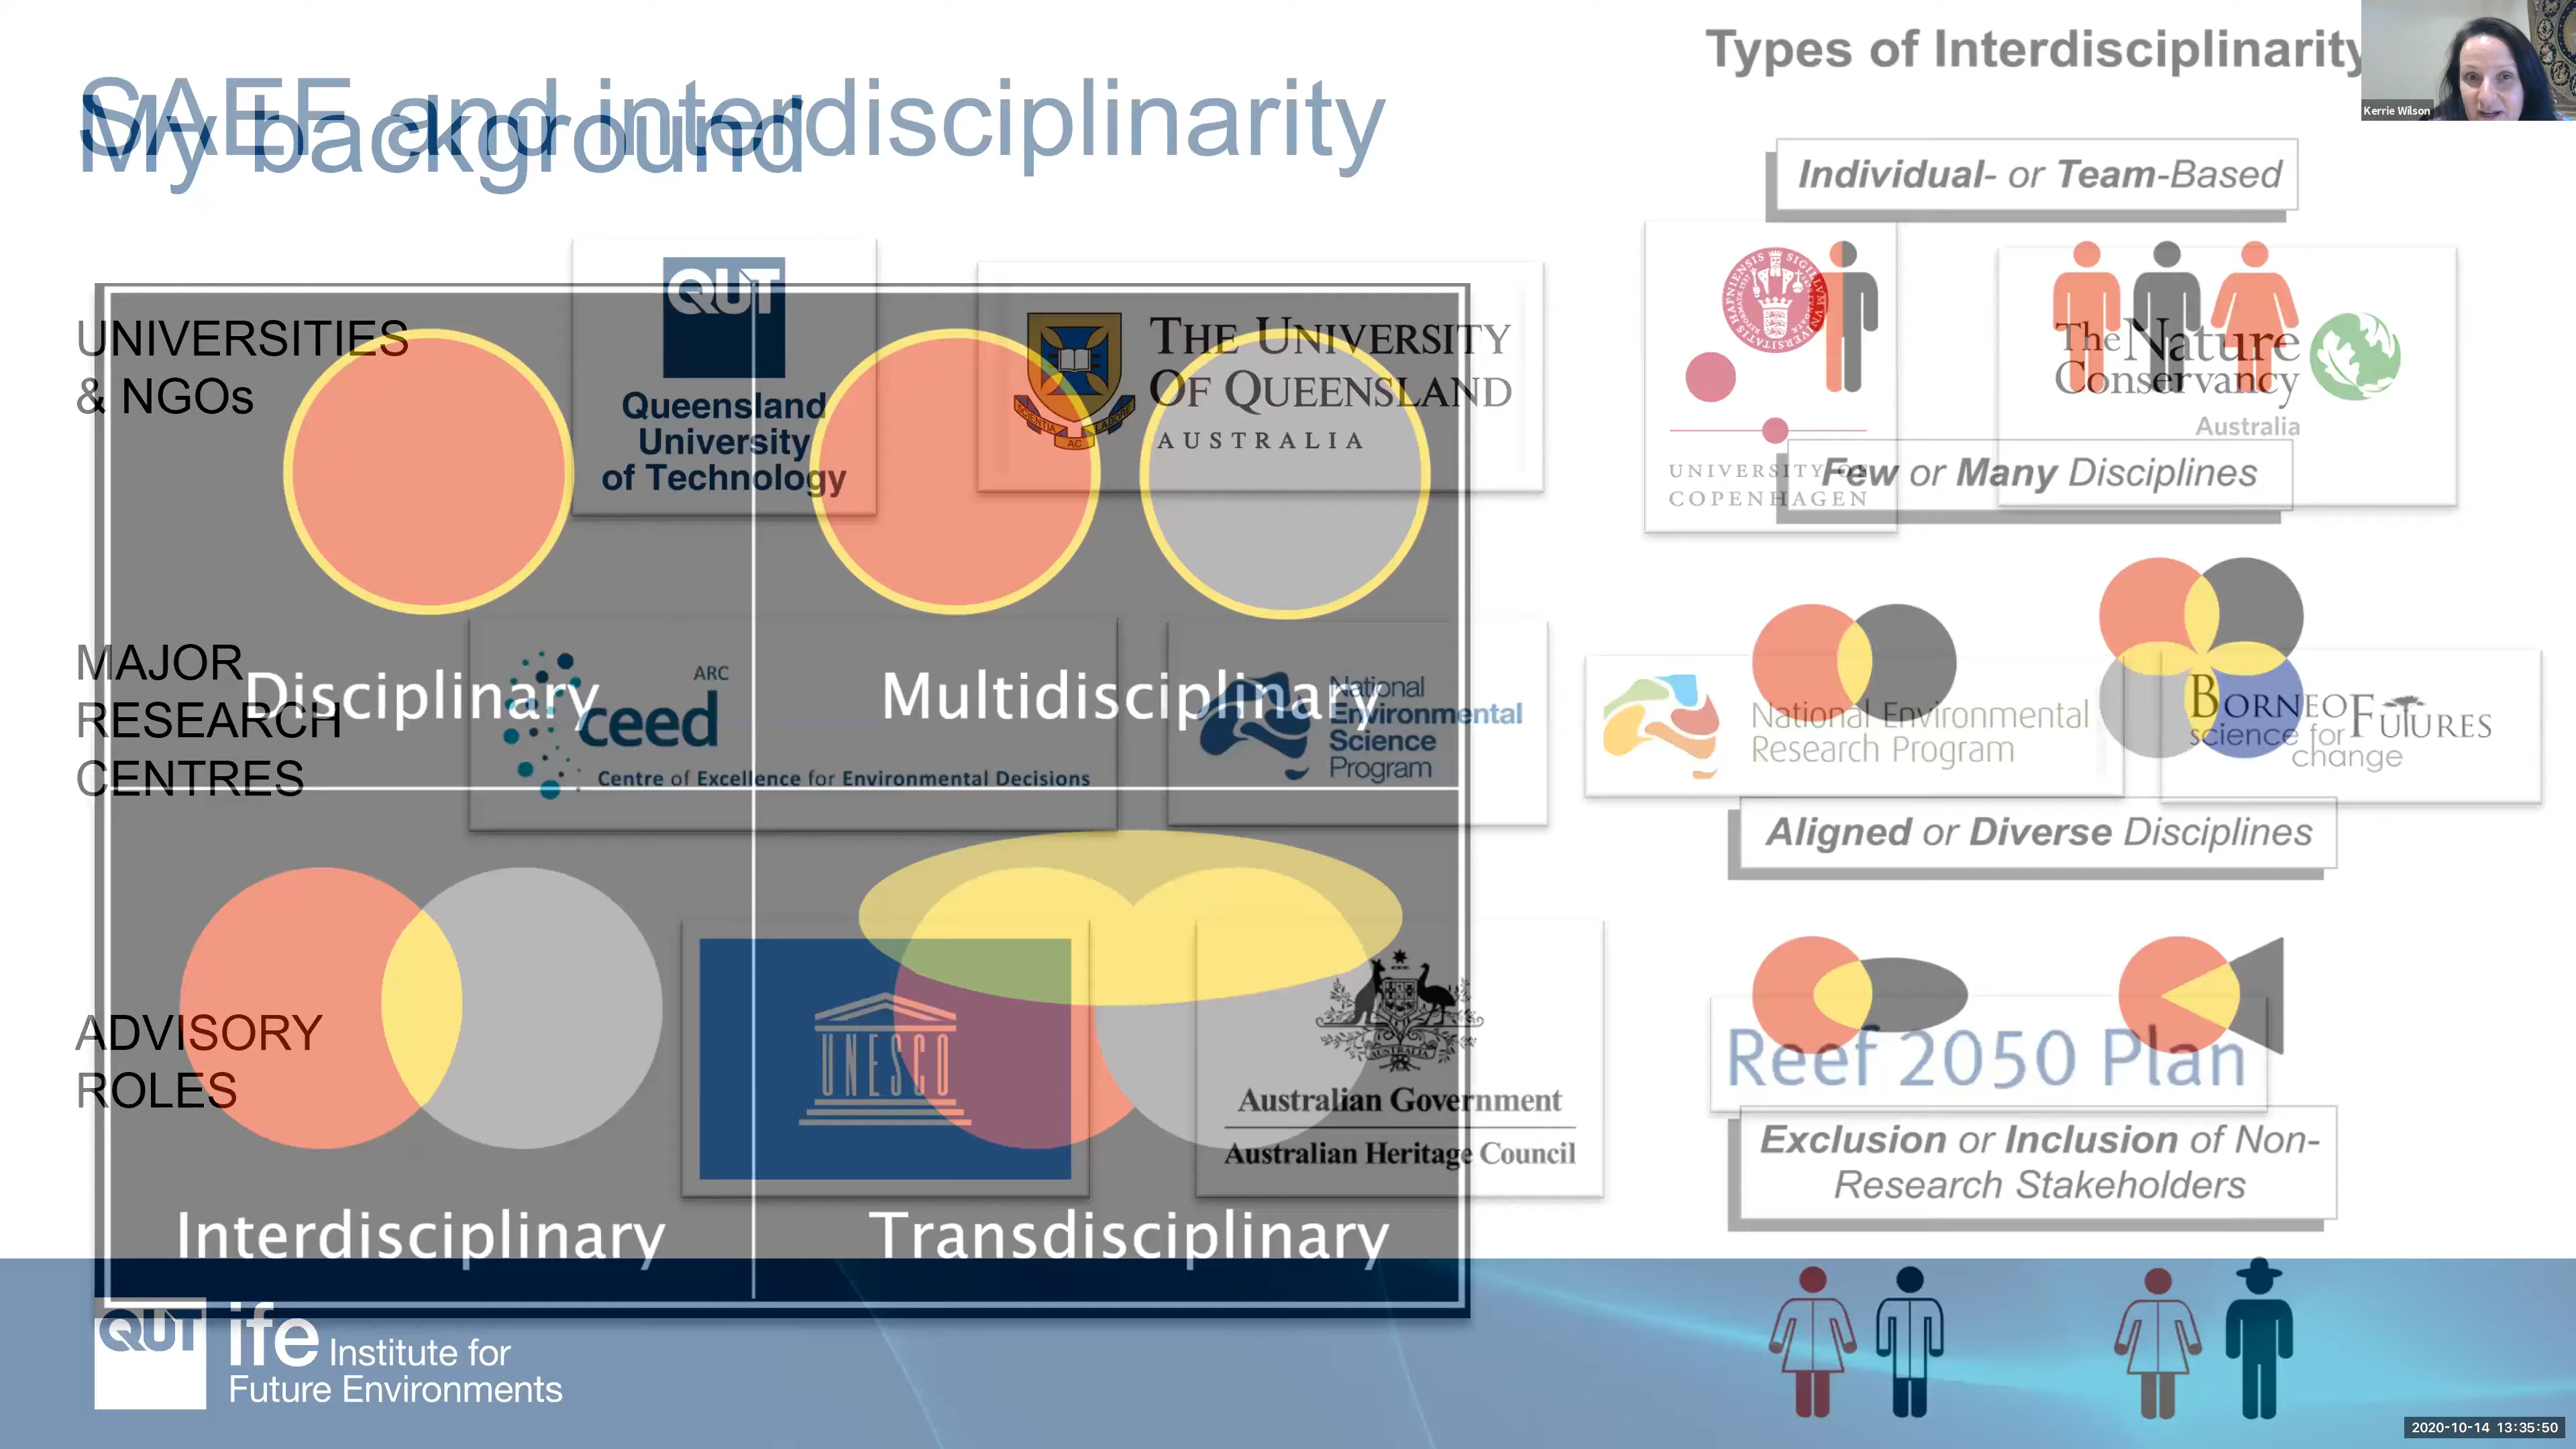 SAEF and interdisciplinarity
My background
Types of Interdisciplinarity
Kerrie Wilson
Individual- or Team-Based
UNIVERSITIES
& NGOs
QUT
Queensland
University
of Technology
THE UNIVERSITY
OF QUEENSLAND
AUSTRALIA
SCIENTIA
AC
LABORE
UNIVERSITY OF
COPENHAGEN
The Nature
Conservancy
Australia
Few or Many Disciplines
MAJOR
RESEARCH
CENTRES
Disciplinary
Multidisciplinary
ARC
ceed
Centre of Excellence for Environmental Decisions
National
Environmental
Science
Program
National Environmental
Research Program
BORNEO FUTURES
science for
change
Aligned or Diverse Disciplines
ADVISORY
ROLES
UNESCO
AUSTRALIA
Australian Government
Australian Heritage Council
Reef 2050 Plan
Exclusion or Inclusion of Non-
Research Stakeholders
Interdisciplinary
Transdisciplinary
QUT
ife Institute for
Future Environments
2020-10-14 13:35:50